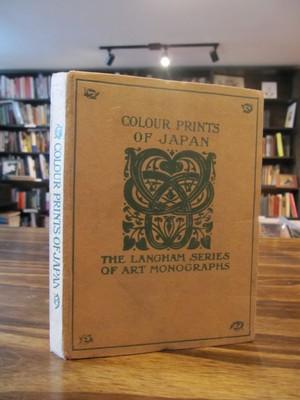 COLOUR PRINTS
OF JAPAN
THE LANGHAM SERIES
OF ART MONOGRAPHS
COLOUR PRINTS OF JAPAN